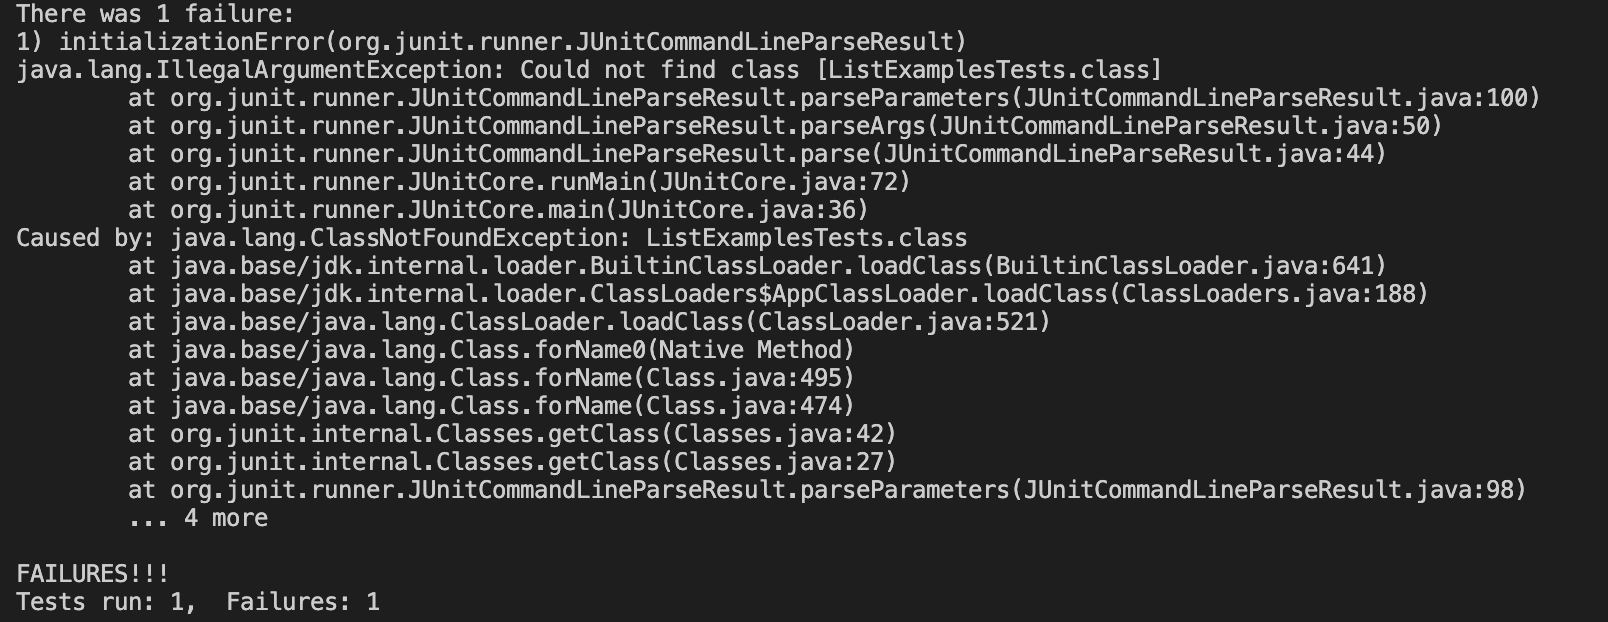 There was 1 failure:
1) initializationError(org.junit.runner.JUnitCommandLineParseResult)
java.lang.IllegalArgumentException: Could not find class [ListExamplesTests.class]
        at org.junit.runner.JUnitCommandLineParseResult.parseParameters(JUnitCommandLineParseResult.java:100)
        at org.junit.runner.JUnitCommandLineParseResult.parseArgs(JUnitCommandLineParseResult.java:50)
        at org.junit.runner.JUnitCommandLineParseResult.parse(JUnitCommandLineParseResult.java:44)
        at org.junit.runner.JUnitCore.runMain(JUnitCore.java:72)
        at org.junit.runner.JUnitCore.main(JUnitCore.java:36)
Caused by: java.lang.ClassNotFoundException: ListExamplesTests.class
        at java.base/jdk.internal.loader.BuiltinClassLoader.loadClass(BuiltinClassLoader.java:641)
        at java.base/jdk.internal.loader.ClassLoaders$AppClassLoader.loadClass(ClassLoaders.java:188)
        at java.base/java.lang.ClassLoader.loadClass(ClassLoader.java:521)
        at java.base/java.lang.Class.forName0(Native Method)
        at java.base/java.lang.Class.forName(Class.java:495)
        at java.base/java.lang.Class.forName(Class.java:474)
        at org.junit.internal.Classes.getClass(Classes.java:42)
        at org.junit.internal.Classes.getClass(Classes.java:27)
        at org.junit.runner.JUnitCommandLineParseResult.parseParameters(JUnitCommandLineParseResult.java:98)
        ... 4 more

FAILURES!!!
Tests run: 1,  Failures: 1